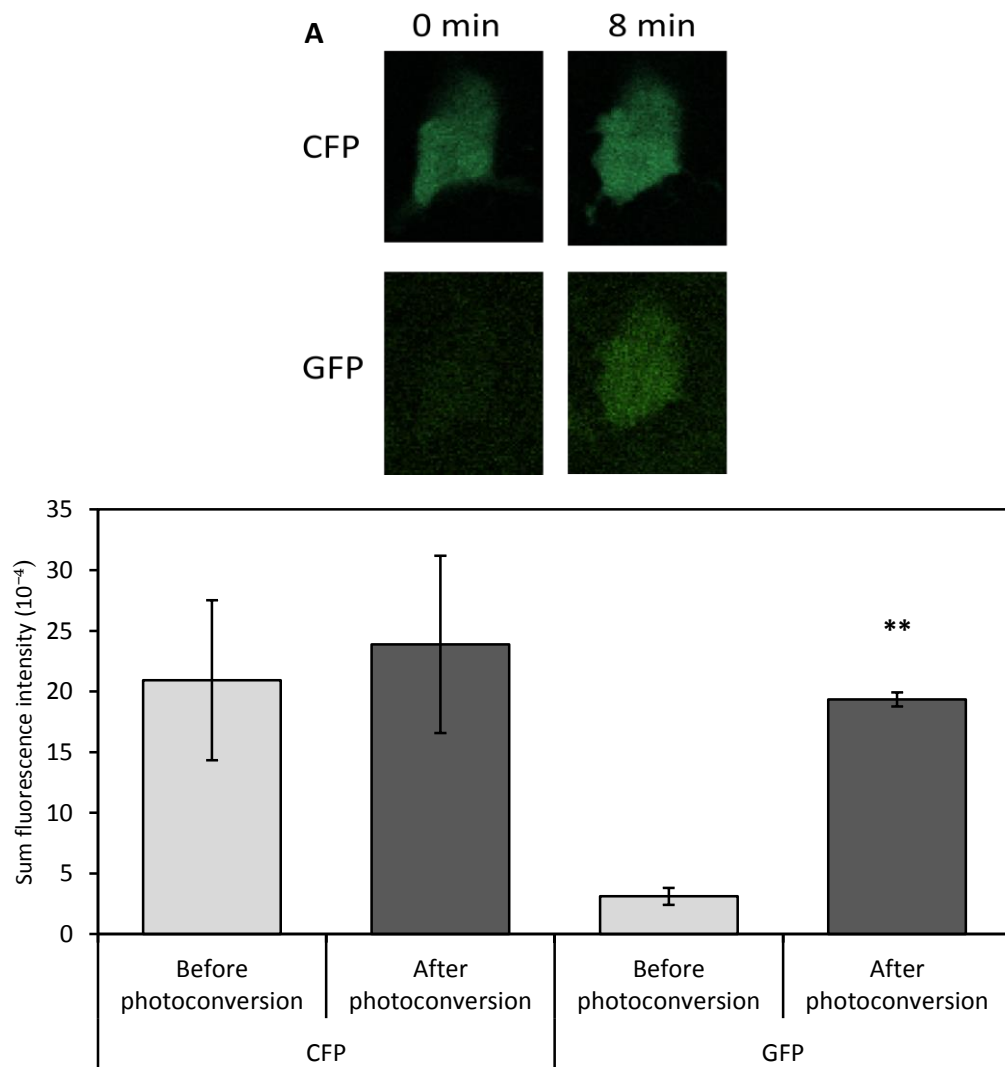 A
0 min 8 min
CFP
GFP
Sum fluorescence intensity (10⁻⁴)
35
30
25
20
15
10
5
0
**
Before photoconversion
After photoconversion
Before photoconversion
After photoconversion
CFP GFP